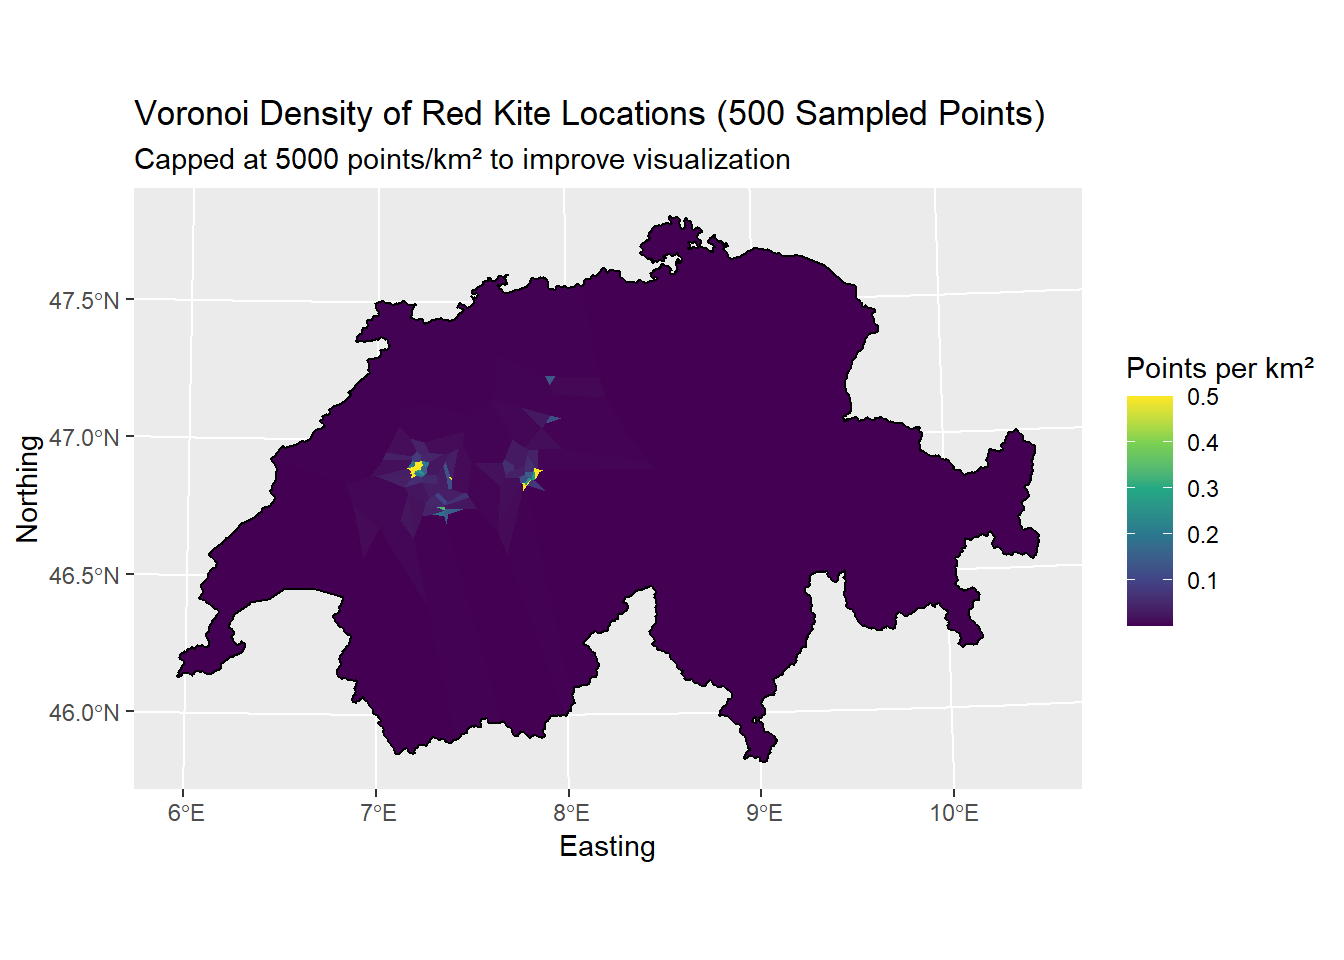 Voronoi Density of Red Kite Locations (500 Sampled Points)
Capped at 5000 points/km² to improve visualization
47.5°N
47.0°N
46.5°N
46.0°N
Northing
6°E
7°E
8°E
9°E
10°E
Easting
Points per km²
0.5
0.4
0.3
0.2
0.1